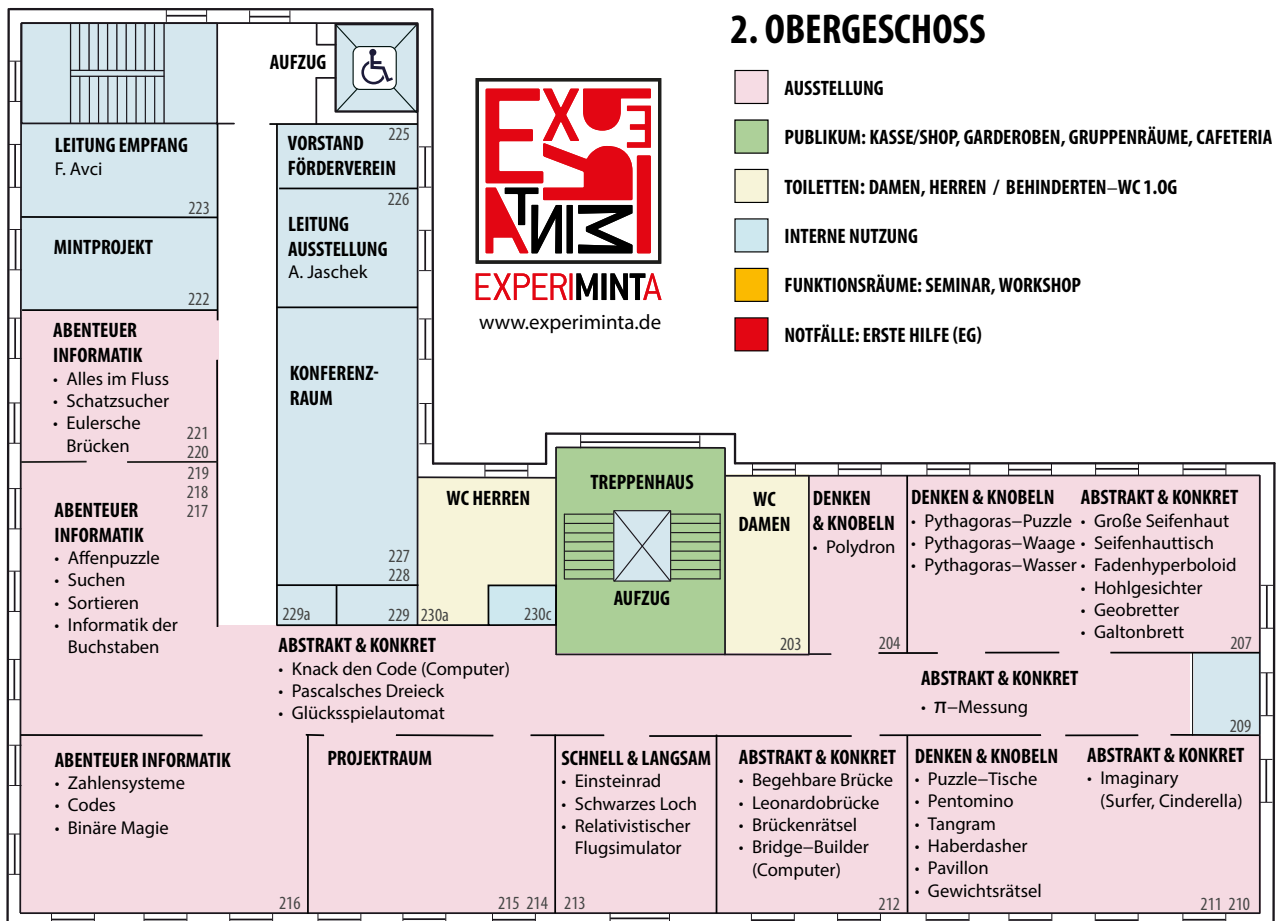 2. OBERGESCHOSS
AUSSTELLUNG
PUBLIKUM: KASSE/SHOP, GARDEROBEN, GRUPPENRÄUME, CAFETERIA
TOILETTEN: DAMEN, HERREN / BEHINDERTEN–WC 1.OG
INTERNE NUTZUNG
FUNKTIONSRÄUME: SEMINAR, WORKSHOP
NOTFÄLLE: ERSTE HILFE (EG)
EXPERIMINTA
EXPERIMINTA
www.experiminta.de
AUFZUG
LEITUNG EMPFANG
F. Avci
223
MINTPROJEKT
222
VORSTAND
FÖRDERVEREIN
225
226
LEITUNG
AUSSTELLUNG
A. Jaschek
KONFERENZ-
RAUM
227
228
229a
229
ABENTEUER
INFORMATIK
• Alles im Fluss
• Schatzsucher
• Eulersche
Brücken
221
220
219
218
217
ABENTEUER
INFORMATIK
• Affenpuzzle
• Suchen
• Sortieren
• Informatik der
Buchstaben
WC HERREN
230a
230c
TREPPENHAUS
AUFZUG
WC
DAMEN
203
DENKEN
& KNOBELN
• Polydron
204
DENKEN & KNOBELN
• Pythagoras–Puzzle
• Pythagoras–Waage
• Pythagoras–Wasser
ABSTRAKT & KONKRET
• Große Seifenhaut
• Seifenhauttisch
• Fadenhyperboloid
• Hohlgesichter
• Geobretter
• Galtonbrett
207
ABSTRAKT & KONKRET
• Knack den Code (Computer)
• Pascalsches Dreieck
• Glücksspielautomat
ABSTRAKT & KONKRET
• π–Messung
209
ABENTEUER INFORMATIK
• Zahlensysteme
• Codes
• Binäre Magie
216
PROJEKTRAUM
215 214
SCHNELL & LANGSAM
• Einsteinrad
• Schwarzes Loch
• Relativistischer
Flugsimulator
213
ABSTRAKT & KONKRET
• Begehbare Brücke
• Leonardobrücke
• Brückenrätsel
• Bridge–Builder
(Computer)
212
DENKEN & KNOBELN
• Puzzle–Tische
• Pentomino
• Tangram
• Haberdasher
• Pavillon
• Gewichtsrätsel
ABSTRAKT & KONKRET
• Imaginary
(Surfer, Cinderella)
211 210